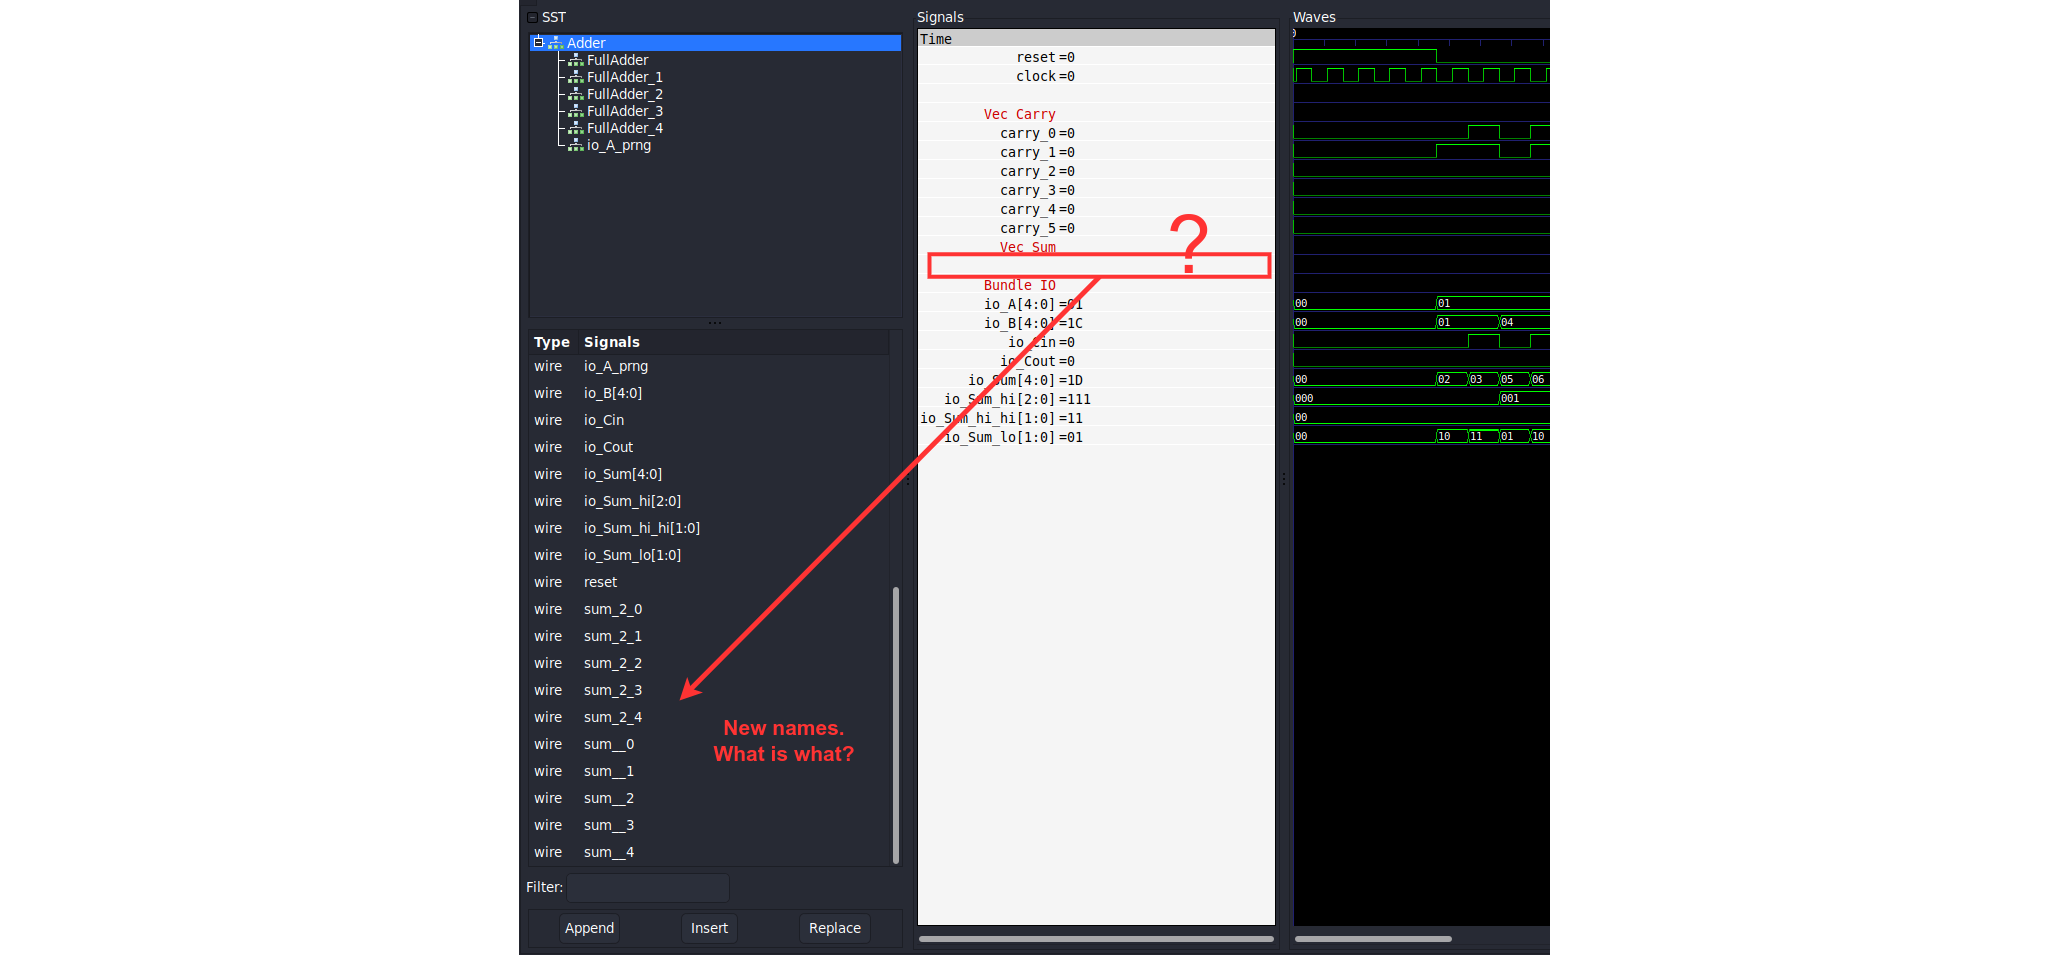 SST
Adder
FullAdder
FullAdder_1
FullAdder_2
FullAdder_3
FullAdder_4
io_A_prng
Type Signals
wire io_A_prng
wire io_B[4:0]
wire io_Cin
wire io_Cout
wire io_Sum[4:0]
wire io_Sum_hi[2:0]
wire io_Sum_hi_hi[1:0]
wire io_Sum_lo[1:0]
wire reset
wire sum_2_0
wire sum_2_1
wire sum_2_2
wire sum_2_3
wire sum_2_4
wire sum__0
wire sum__1
wire sum__2
wire sum__3
wire sum__4
New names.
What is what?
Filter:
Append Insert Replace
Signals
Time
reset=0
clock=0
Vec Carry
carry_0=0
carry_1=0
carry_2=0
carry_3=0
carry_4=0
carry_5=0
Vec Sum
?
Bundle IO
io_A[4:0]=01
io_B[4:0]=1C
io_Cin=0
io_Cout=0
io_Sum[4:0]=1D
io_Sum_hi[2:0]=111
io_Sum_hi_hi[1:0]=11
io_Sum_lo[1:0]=01
Waves
0
00 01
00 01 04
00 02 03 05 06
000 001
00
00 10 11 01 10